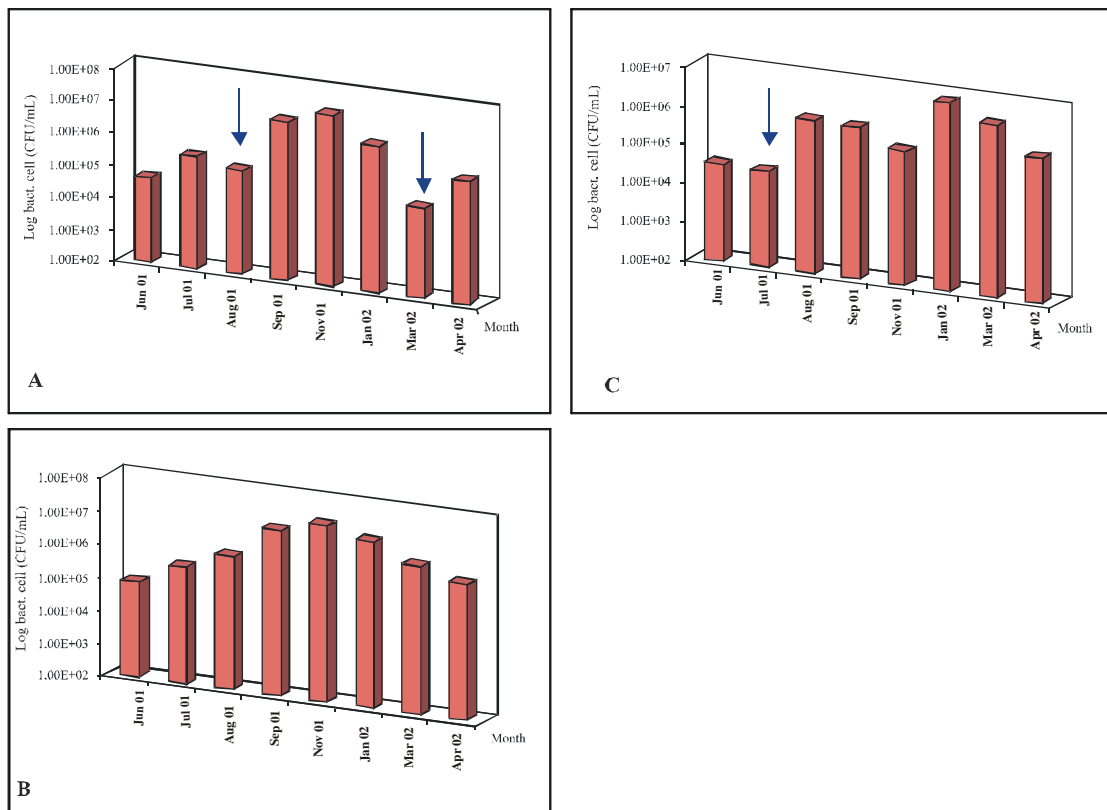 Log bact. cell (CFU/mL)
1.00E+08
1.00E+07
1.00E+06
1.00E+05
1.00E+04
1.00E+03
1.00E+02
Jun 01
Jul 01
Aug 01
Sep 01
Nov 01
Jan 02
Mar 02
Apr 02
Month
A
Log bact. cell (CFU/mL)
1.00E+07
1.00E+06
1.00E+05
1.00E+04
1.00E+03
1.00E+02
Jun 01
Jul 01
Aug 01
Sep 01
Nov 01
Jan 02
Mar 02
Apr 02
Month
C
Log bact. cell (CFU/mL)
1.00E+08
1.00E+07
1.00E+06
1.00E+05
1.00E+04
1.00E+03
1.00E+02
Jun 01
Jul 01
Aug 01
Sep 01
Nov 01
Jan 02
Mar 02
Apr 02
Month
B